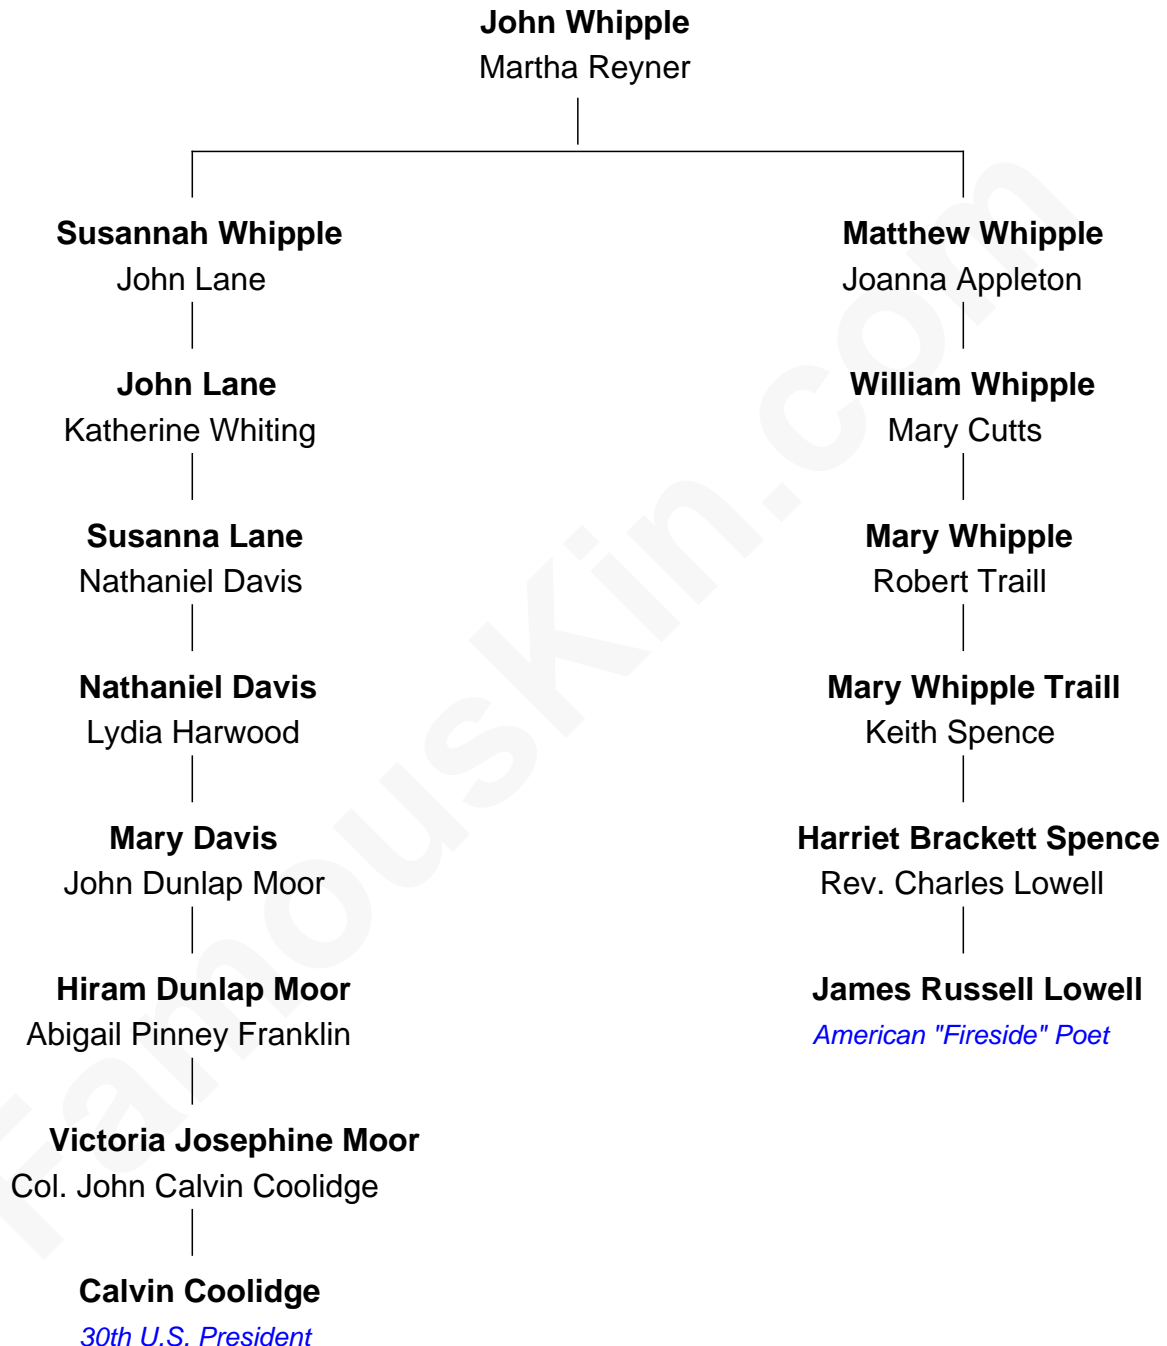 John Whipple
Martha Reyner
Susannah Whipple
John Lane
Matthew Whipple
Joanna Appleton
John Lane
Katherine Whiting
William Whipple
Mary Cutts
Susanna Lane
Nathaniel Davis
Mary Whipple
Robert Traill
Nathaniel Davis
Lydia Harwood
Mary Whipple Traill
Keith Spence
Mary Davis
John Dunlap Moor
Harriet Brackett Spence
Rev. Charles Lowell
Hiram Dunlap Moor
Abigail Pinney Franklin
James Russell Lowell
American "Fireside" Poet
Victoria Josephine Moor
Col. John Calvin Coolidge
Calvin Coolidge
30th U.S. President
FamousKin.com